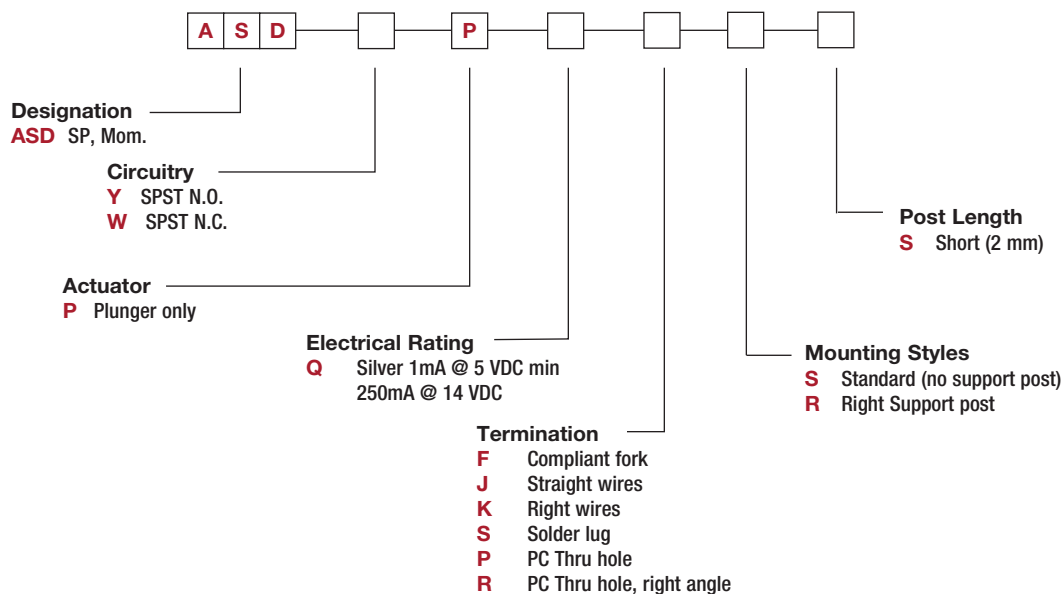 A S D P
Designation
ASD SP, Mom.
Circuitry
Y SPST N.O.
W SPST N.C.
Actuator
P Plunger only
Electrical Rating
Q Silver 1mA @ 5 VDC min
250mA @ 14 VDC
Termination
F Compliant fork
J Straight wires
K Right wires
S Solder lug
P PC Thru hole
R PC Thru hole, right angle
Mounting Styles
S Standard (no support post)
R Right Support post
Post Length
S Short (2 mm)